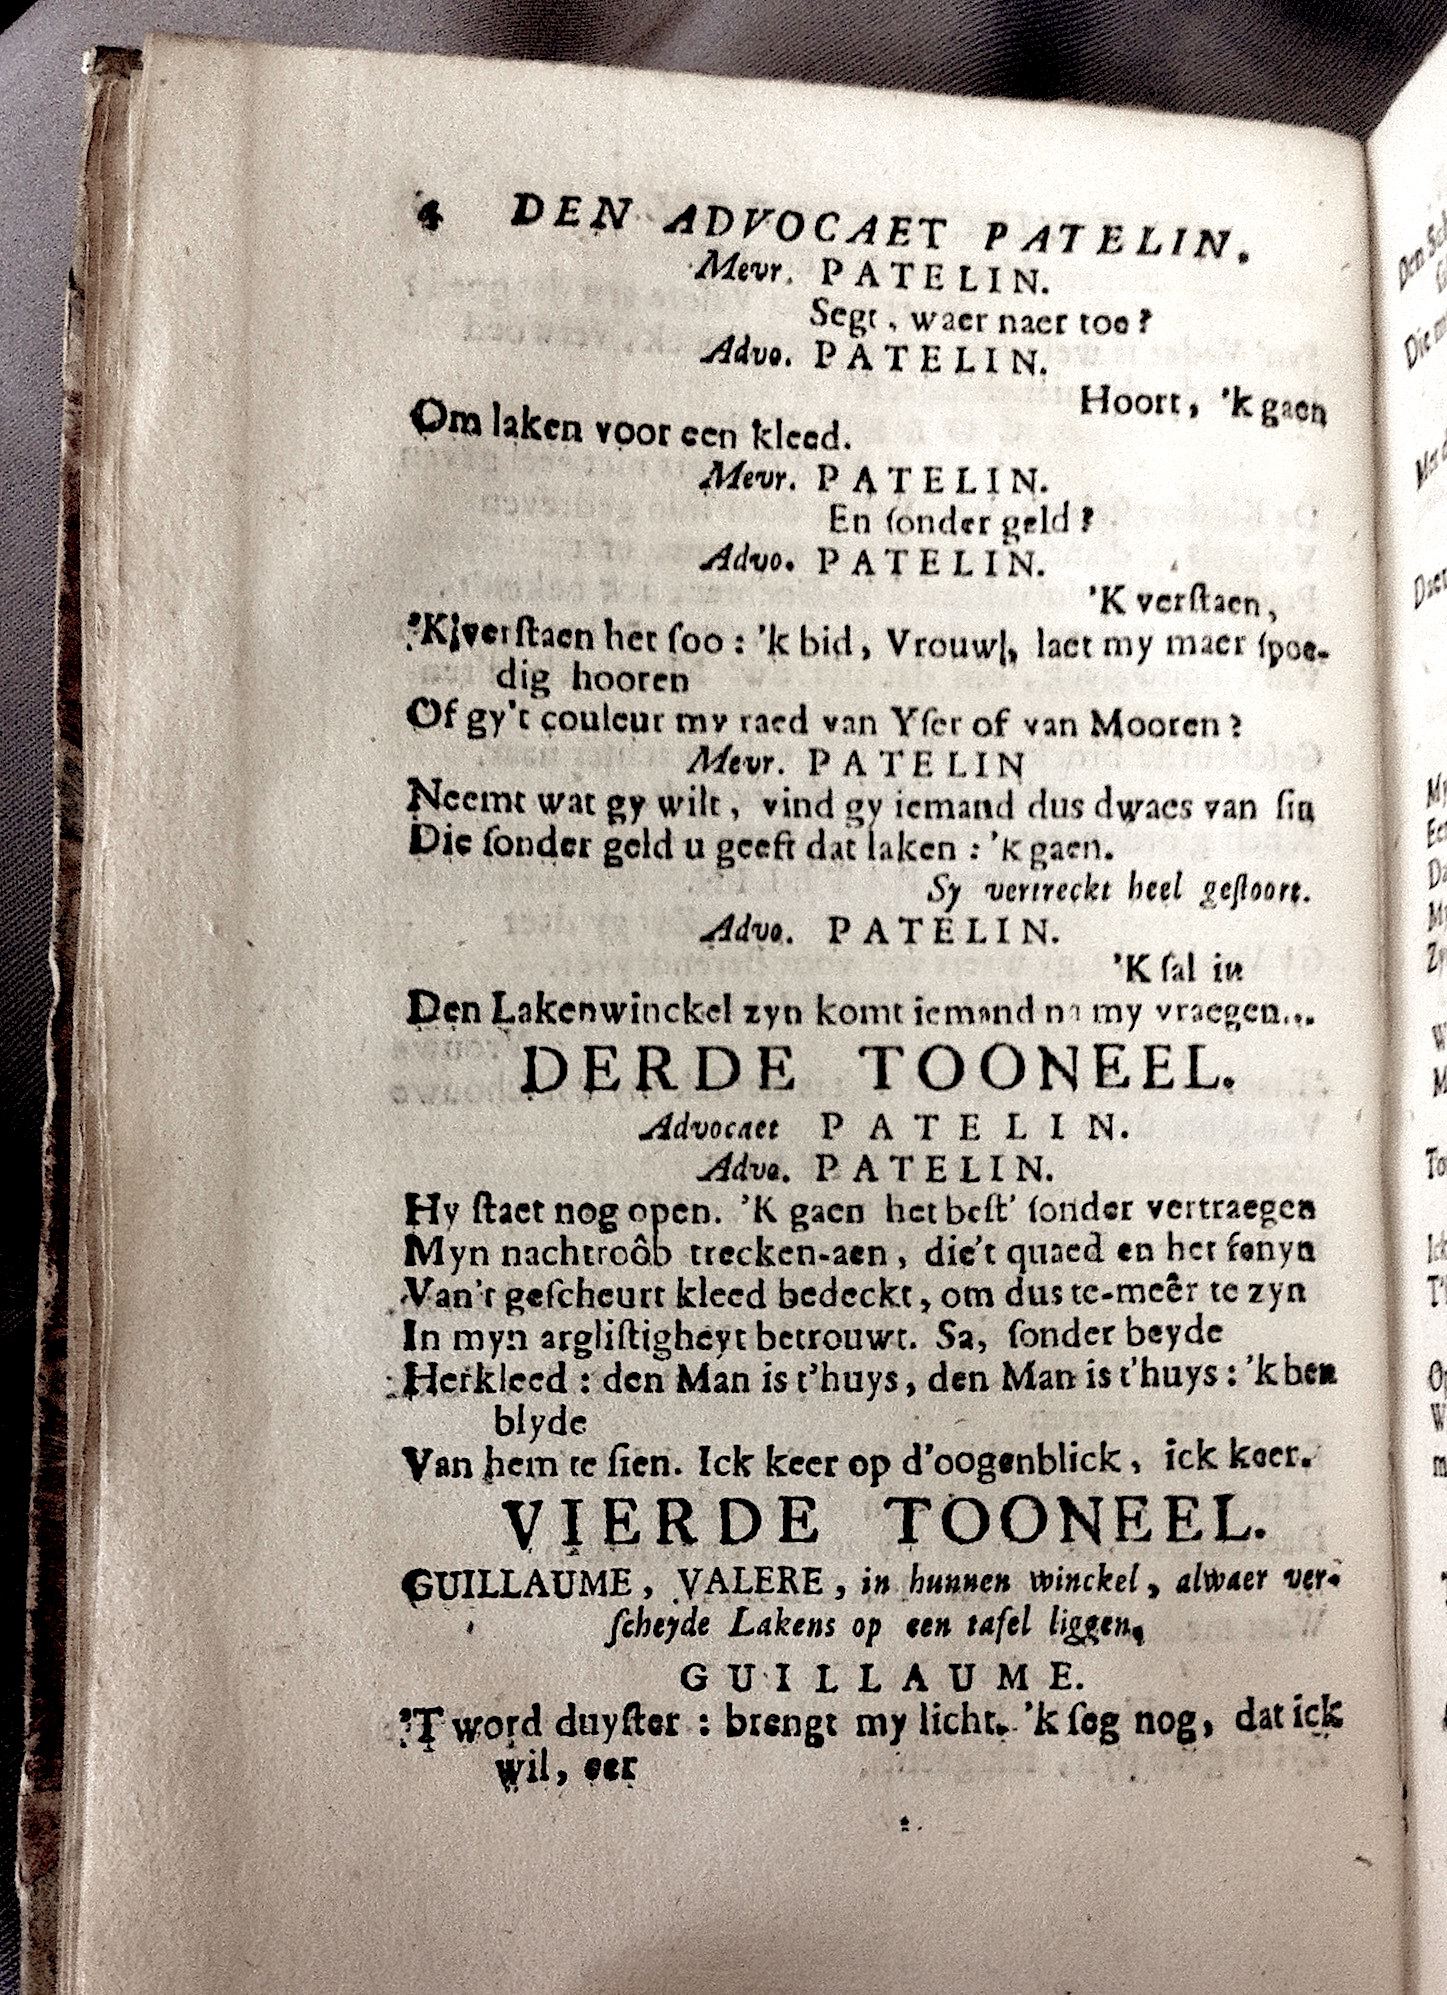 4 DEN ADVOCAET PATELIN.
Mevr. PATELIN.
Segt, waer naer toe?
Advo. PATELIN.
Hoort, 'k gaen
Om laken voor een kleed.
Mevr. PATELIN.
En ſonder geld?
Advo. PATELIN.
'K verſtaen,
'K verſtaen het ſoo: 'k bid, Vrouw, laet my maer ſpoe-
dig hooren
Of gy't couleur my raed van Yſer of van Mooren?
Mevr. PATELIN
Neemt wat gy wilt, vind gy iemand dus dwaes van ſin
Die ſonder geld u geeft dat laken: 'k gaen.
Sy vertreckt heel geſtoort.
Advo. PATELIN.
'K ſal in
Den Lakenwinckel zyn komt iemand na my vraegen...
DERDE TOONEEL.
Advocaet PATELIN.
Advo. PATELIN.
Hy ſtaet nog open. 'K gaen het beſt' ſonder vertraegen
Myn nachtroôb trecken-aen, die't quaed en het fenyn
Van't geſcheurt kleed bedeckt, om dus te-meêr te zyn
In myn argliſtigheyt betrouwt. Sa, ſonder beyde
Herkleed: den Man is t'huys, den Man is t'huys: 'k ben
blyde
Van hem te ſien. Ick keer op d'oogenblick, ick keer.
VIERDE TOONEEL.
GUILLAUME, VALERE, in hunnen winckel, alwaer ver-
ſcheyde Lakens op een tafel liggen.
GUILLAUME.
'T word duyſter: brengt my licht. 'k ſeg nog, dat ick
wil, eer